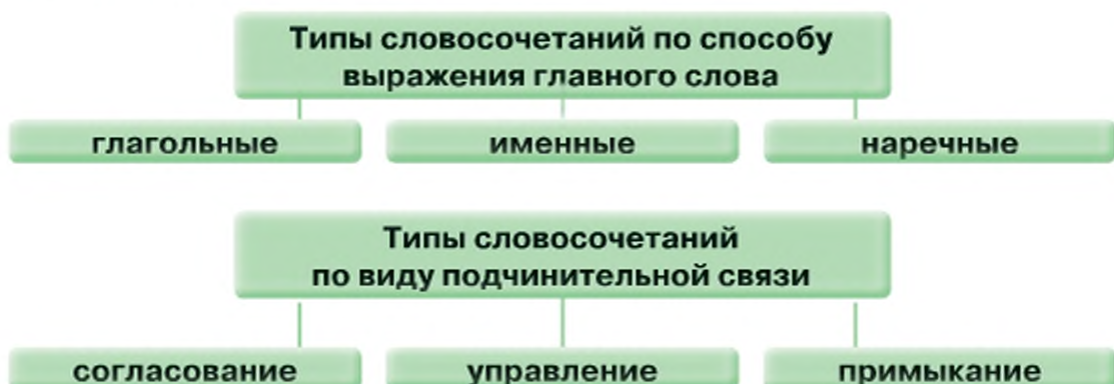 Типы словосочетаний по способу
выражения главного слова
глагольные именные наречные
Типы словосочетаний
по виду подчинительной связи
согласование управление примыкание